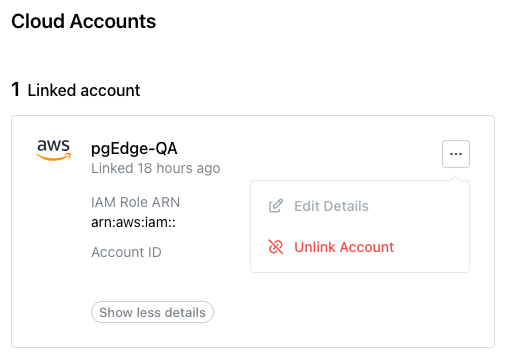 Cloud Accounts
1 Linked account
aws
pgEdge-QA
Linked 18 hours ago
...
IAM Role ARN
arn:aws:iam::
Edit Details
Account ID
Unlink Account
Show less details